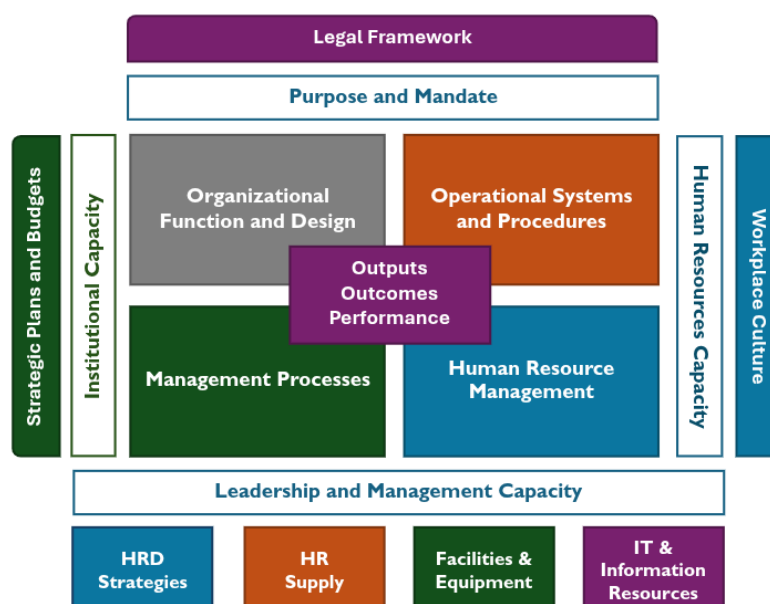 Legal Framework
Purpose and Mandate
Strategic Plans and Budgets
Institutional Capacity
Organizational
Function and Design
Operational Systems
and Procedures
Outputs
Outcomes
Performance
Management Processes
Human Resource
Management
Human Resources Capacity
Workplace Culture
Leadership and Management Capacity
HRD
Strategies
HR
Supply
Facilities &
Equipment
IT &
Information
Resources